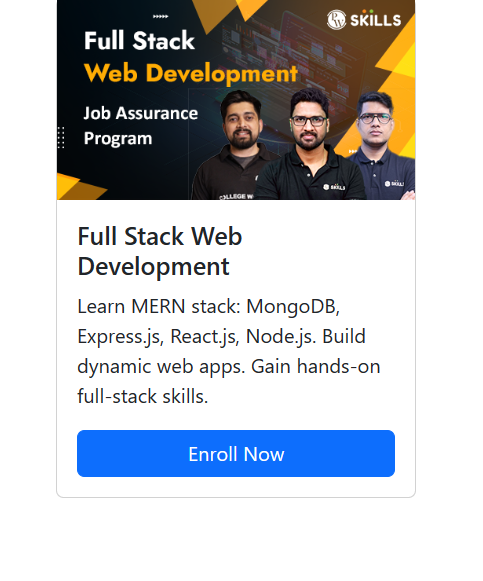 PW SKILLS
Full Stack
Web Development
Job Assurance
Program
COLLEGE W
SKILLS
SKILLS
Full Stack Web
Development
Learn MERN stack: MongoDB,
Express.js, React.js, Node.js. Build
dynamic web apps. Gain hands-on
full-stack skills.
Enroll Now